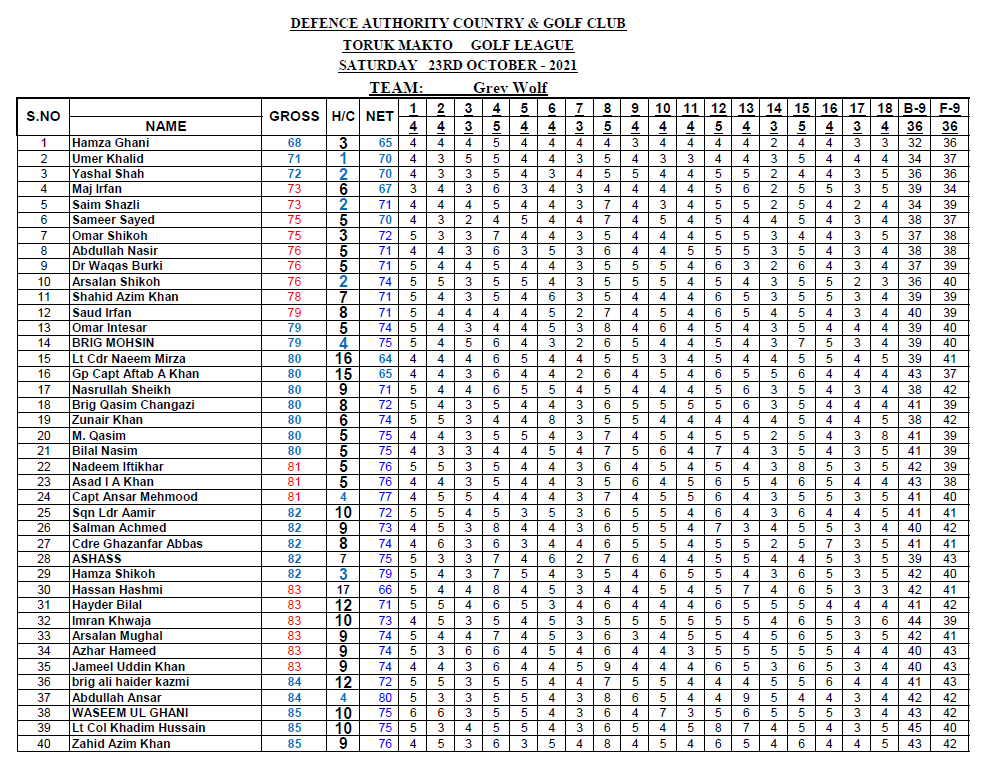 DEFENCE AUTHORITY COUNTRY & GOLF CLUB
TORUK MAKTO GOLF LEAGUE
SATURDAY 23RD OCTOBER - 2021
TEAM: Grey Wolf
S.NO NAME GROSS H/C NET 1 2 3 4 5 6 7 8 9 10 11 12 13 14 15 16 17 18 B-9 F-9
4 4 3 5 4 4 3 5 4 4 4 5 4 3 5 4 3 4 36 36
1 Hamza Ghani 68 3 65 4 4 4 5 4 4 4 4 3 4 4 4 4 2 4 4 3 3 32 36
2 Umer Khalid 71 1 70 4 3 5 5 4 4 3 5 4 3 3 4 4 3 5 4 3 5 34 37
3 Yashal Shah 72 2 70 4 3 3 5 4 3 4 5 5 4 4 5 5 2 4 4 3 5 36 36
4 Maj Irfan 73 6 67 3 4 3 6 3 4 3 4 4 4 4 5 6 2 5 5 3 5 39 34
5 Saim Shazli 73 2 71 4 4 4 5 4 4 3 7 4 3 4 5 5 2 5 4 2 4 34 39
6 Sameer Sayed 75 5 70 4 3 2 4 5 4 4 7 4 5 4 5 4 4 5 4 3 4 38 37
7 Omar Shikoh 75 3 72 5 3 3 7 4 4 3 5 4 4 4 5 5 3 4 4 3 5 37 38
8 Abdullah Nasir 76 5 71 4 4 3 6 3 5 3 6 4 4 5 5 5 3 5 4 3 4 38 38
9 Dr Waqas Burki 76 5 71 5 4 4 5 4 4 3 5 5 5 4 6 3 2 6 4 3 4 37 39
10 Arsalan Shikoh 76 2 74 5 5 3 5 5 4 3 5 5 5 4 5 4 3 5 5 2 3 36 40
11 Shahid Azim Khan 78 7 71 5 4 3 5 4 6 3 5 4 4 4 6 5 3 5 5 3 4 39 39
12 Saud Irfan 79 8 71 5 4 4 4 4 5 2 7 4 5 4 6 5 4 5 4 3 4 40 39
13 Omar Intesar 79 5 74 5 4 3 4 4 5 3 8 4 6 4 5 4 3 5 4 4 4 39 40
14 BRIG MOHSIN 79 4 75 5 4 5 6 4 3 2 6 5 4 3 5 4 3 7 5 3 4 39 40
15 Lt Cdr Naeem Mirza 80 16 64 4 4 4 6 5 4 4 5 5 3 4 5 4 4 5 5 4 5 39 41
16 Gp Capt Aftab A Khan 80 15 65 4 4 3 6 4 4 2 6 4 5 4 6 5 5 6 4 4 4 43 37
17 Nasrullah Sheikh 80 9 71 5 4 4 6 5 5 4 5 4 4 4 5 6 3 5 4 3 4 38 42
18 Brig Qasim Changazi 80 8 72 5 4 3 5 4 4 3 6 5 5 5 5 6 3 5 4 4 4 41 39
19 Zunair Khan 80 6 74 5 5 3 4 4 8 3 5 5 4 4 4 4 4 5 4 4 5 38 42
20 M. Qasim 80 5 75 4 4 3 5 5 4 3 7 4 5 4 5 5 2 5 4 3 8 41 39
21 Bilal Nasim 80 5 75 4 3 3 4 4 5 4 7 5 6 4 7 4 3 5 4 3 5 41 39
22 Nadeem Iftikhar 81 5 76 5 5 3 5 4 4 3 6 4 5 4 5 4 3 8 5 3 5 42 39
23 Asad I A Khan 81 5 76 4 4 3 5 4 4 3 5 6 4 5 6 5 4 6 5 4 4 43 38
24 Capt Ansar Mehmood 81 4 77 4 5 5 4 4 4 3 7 4 5 5 6 4 3 5 5 3 5 41 40
25 Sqn Ldr Aamir 82 10 72 5 5 4 5 3 5 3 6 5 5 4 6 4 3 6 4 4 5 41 41
26 Salman Achmed 82 9 73 4 5 3 8 4 4 3 6 5 5 4 7 3 4 5 5 3 4 40 42
27 Cdre Ghazanfar Abbas 82 8 74 4 6 3 6 3 4 4 6 5 5 4 5 5 2 5 7 3 5 41 41
28 ASHASS 82 7 75 5 3 3 7 4 6 2 7 6 4 4 5 4 4 5 5 3 5 39 43
29 Hamza Shikoh 82 3 79 5 4 3 7 5 4 3 5 4 6 5 5 4 3 6 5 3 5 42 40
30 Hassan Hashmi 83 17 66 5 4 4 8 4 5 3 4 4 4 5 4 7 4 6 5 3 3 42 41
31 Hayder Bilal 83 12 71 5 5 4 6 5 3 4 6 4 4 4 6 5 5 5 4 4 4 41 42
32 Imran Khwaja 83 10 73 4 5 3 5 4 5 3 5 5 5 5 5 5 4 6 5 3 6 44 39
33 Arsalan Mughal 83 9 74 5 4 4 7 4 5 3 6 3 4 5 5 4 5 6 5 3 5 42 41
34 Azhar Hameed 83 9 74 5 3 6 6 4 5 4 6 4 4 3 5 5 5 5 5 4 4 40 43
35 Jameel Uddin Khan 83 9 74 4 4 3 6 4 4 5 9 4 4 4 6 5 3 6 5 3 4 40 43
36 brig ali haider kazmi 84 12 72 5 5 3 5 5 4 4 7 5 5 4 4 4 5 5 6 4 4 41 43
37 Abdullah Ansar 84 4 80 5 3 3 5 5 4 3 8 6 5 4 4 9 5 4 4 3 4 42 42
38 WASEEM UL GHANI 85 10 75 6 6 3 5 5 4 3 6 4 7 3 5 6 5 5 5 3 4 43 42
39 Lt Col Khadim Hussain 85 10 75 5 3 4 5 5 4 3 6 5 4 5 8 7 4 5 4 3 5 45 40
40 Zahid Azim Khan 85 9 76 4 5 3 6 3 5 4 8 4 5 4 6 5 4 6 4 4 5 43 42